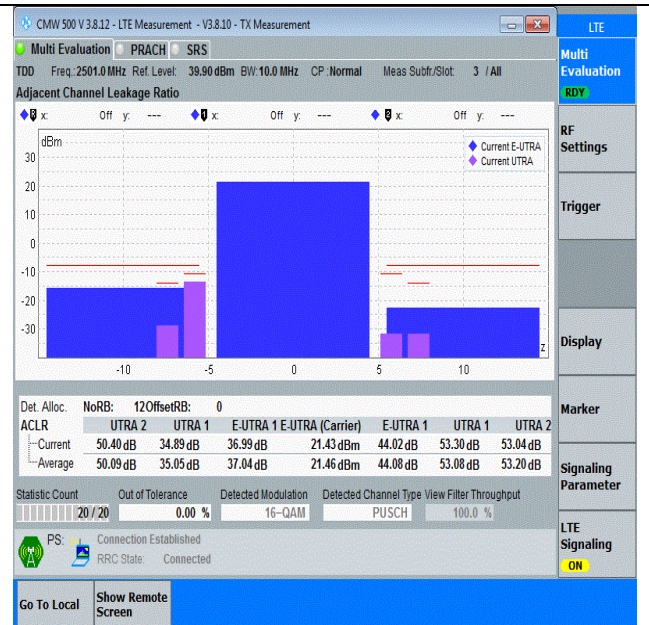 CMW 500 V 3.8.12 - LTE Measurement - V3.8.10 - TX Measurement
LTE
Multi Evaluation PRACH SRS
Multi Evaluation
RDY
TDD Freq.:2501.0 MHz Ref. Level: 39.90 dBm BW:10.0 MHz CP :Normal Meas Subfr./Slot: 3 / All
Adjacent Channel Leakage Ratio
0 x: Off y: --- 1 x: Off y: --- 2 x: Off y: ---
dBm
Current E-UTRA
Current UTRA
30
20
10
0
-10
-20
-30
z
-10 -5 0 5 10
RF Settings
Trigger
Display
Marker
Signaling Parameter
LTE Signaling
ON
Det. Alloc. NoRB: 12OffsetRB: 0
ACLR UTRA 2 UTRA 1 E-UTRA 1 E-UTRA (Carrier) E-UTRA 1 UTRA 1 UTRA 2
Current 50.40 dB 34.89 dB 36.99 dB 21.43 dBm 44.02 dB 53.30 dB 53.04 dB
Average 50.09 dB 35.05 dB 37.04 dB 21.46 dBm 44.08 dB 53.08 dB 53.20 dB
Statistic Count Out of Tolerance Detected Modulation Detected Channel Type View Filter Throughput
20 / 20 0.00 % 16-QAM PUSCH 100.0 %
PS: Connection Established
RRC State: Connected
Go To Local
Show Remote Screen